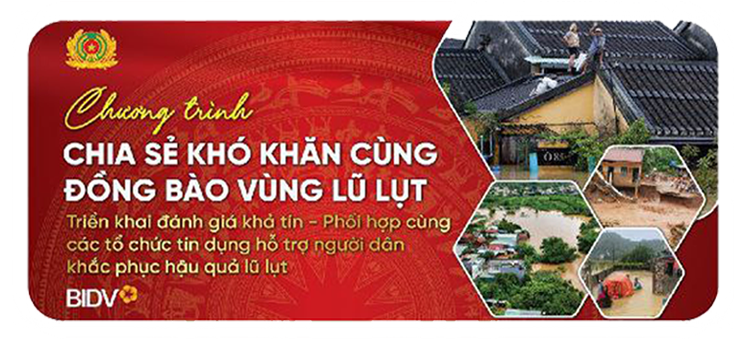 Chương trình
CHIA SẺ KHÓ KHĂN CÙNG
ĐỒNG BÀO VÙNG LŨ LỤT
Triển khai đánh giá khả tín - Phối hợp cùng
các tổ chức tín dụng hỗ trợ người dân
khắc phục hậu quả lũ lụt
BIDV